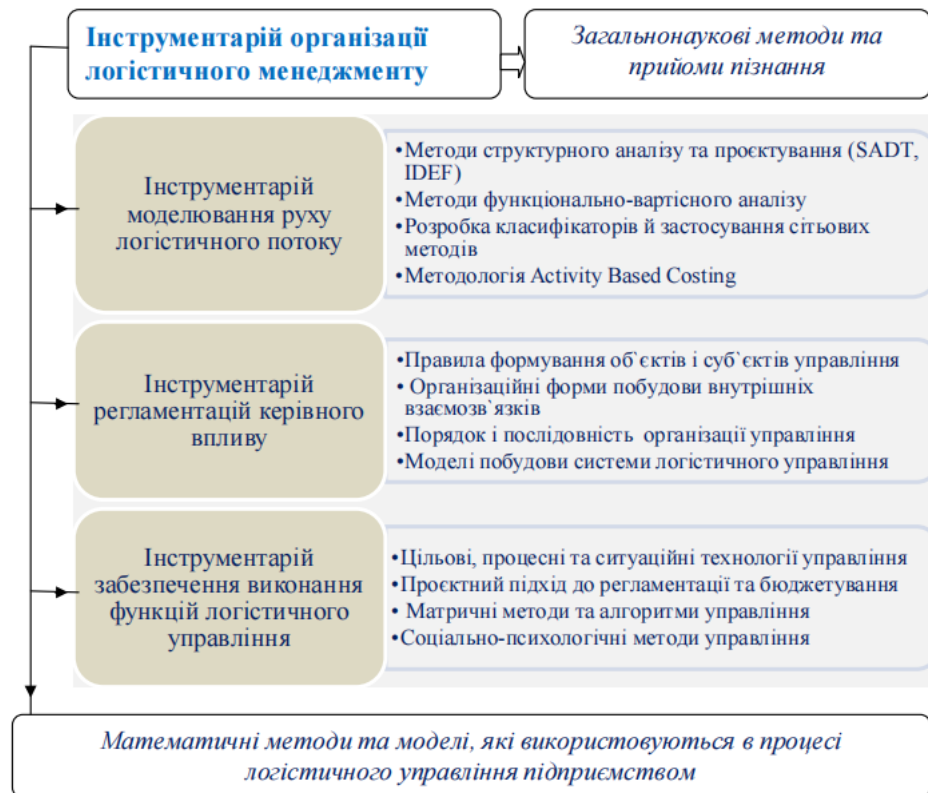 Інструментарій організації
логістичного менеджменту
Загальнонаукові методи та
прийоми пізнання
Інструментарій
моделювання руху
логістичного потоку
•Методи структурного аналізу та проєктування (SADT,
IDEF)
•Методи функціонально-вартісного аналізу
•Розробка класифікаторів й застосування сітьових
методів
•Методологія Activity Based Costing
Інструментарій
регламентацій керівного
впливу
•Правила формування об`єктів і суб`єктів управління
• Організаційні форми побудови внутрішніх
взаємозв`язків
•Порядок і послідовність організації управління
•Моделі побудови системи логістичного управління
Інструментарій
забезпечення виконання
функцій логістичного
управління
•Цільові, процесні та ситуаційні технології управління
•Проєктний підхід до регламентації та бюджетування
• Матричні методи та алгоритми управління
•Соціально-психологічні методи управління
Математичні методи та моделі, які використовуються в процесі
логістичного управління підприємством